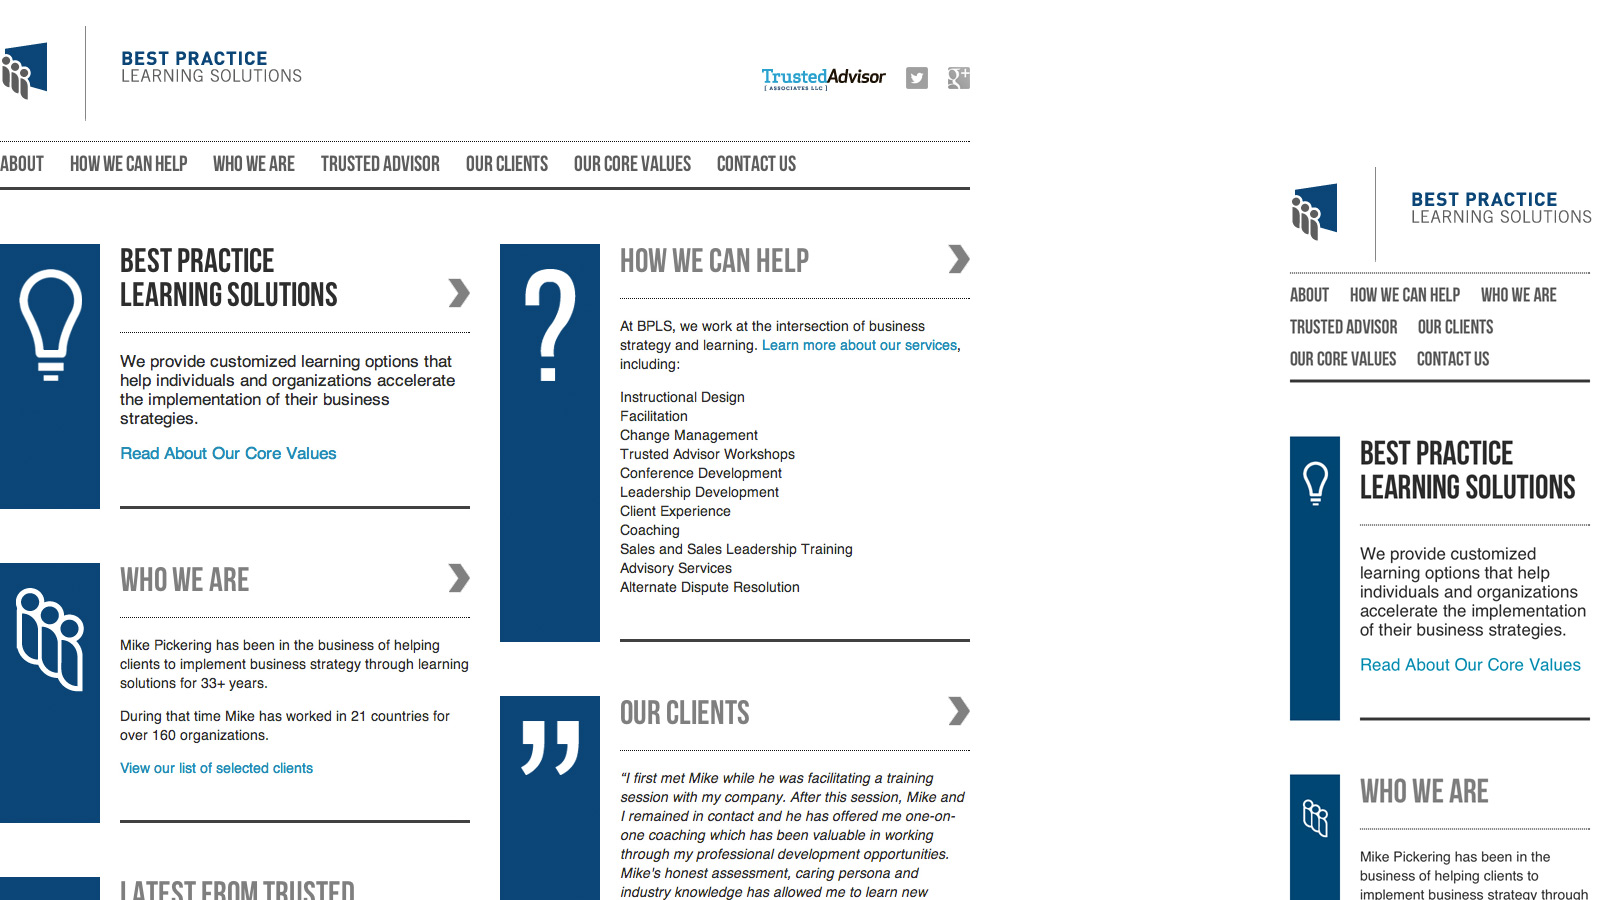 BEST PRACTICE
LEARNING SOLUTIONS
TrustedAdvisor
[ ASSOCIATES LLC ]
g+
ABOUT HOW WE CAN HELP WHO WE ARE TRUSTED ADVISOR OUR CLIENTS OUR CORE VALUES CONTACT US
BEST PRACTICE
LEARNING SOLUTIONS
We provide customized learning options that
help individuals and organizations accelerate
the implementation of their business
strategies.
Read About Our Core Values
WHO WE ARE
Mike Pickering has been in the business of helping
clients to implement business strategy through learning
solutions for 33+ years.
During that time Mike has worked in 21 countries for
over 160 organizations.
View our list of selected clients
LATEST FROM TRUSTED
?
HOW WE CAN HELP
At BPLS, we work at the intersection of business
strategy and learning. Learn more about our services,
including:
Instructional Design
Facilitation
Change Management
Trusted Advisor Workshops
Conference Development
Leadership Development
Client Experience
Coaching
Sales and Sales Leadership Training
Advisory Services
Alternate Dispute Resolution
”
OUR CLIENTS
“I first met Mike while he was facilitating a training
session with my company. After this session, Mike and
I remained in contact and he has offered me one-on-
one coaching which has been valuable in working
through my professional development opportunities.
Mike's honest assessment, caring persona and
industry knowledge has allowed me to learn new
BEST PRACTICE
LEARNING SOLUTIONS
ABOUT HOW WE CAN HELP WHO WE ARE
TRUSTED ADVISOR OUR CLIENTS
OUR CORE VALUES CONTACT US
BEST PRACTICE
LEARNING SOLUTIONS
We provide customized
learning options that help
individuals and organizations
accelerate the implementation
of their business strategies.
Read About Our Core Values
WHO WE ARE
Mike Pickering has been in the
business of helping clients to
implement business strategy through